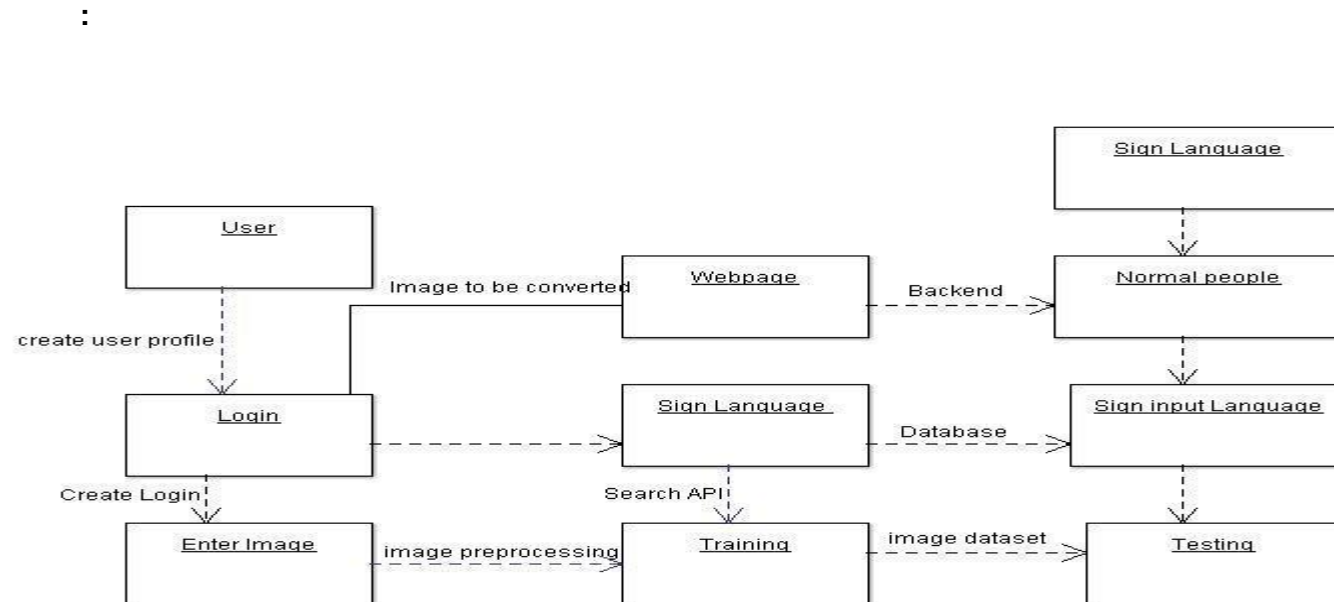 :
Sign Language
User
Webpage
Normal people
Image to be converted
Backend
create user profile
Login
Sign Language
Sign input Language
Database
Create Login
Search API
Enter Image
image preprocessing
Training
image dataset
Testing